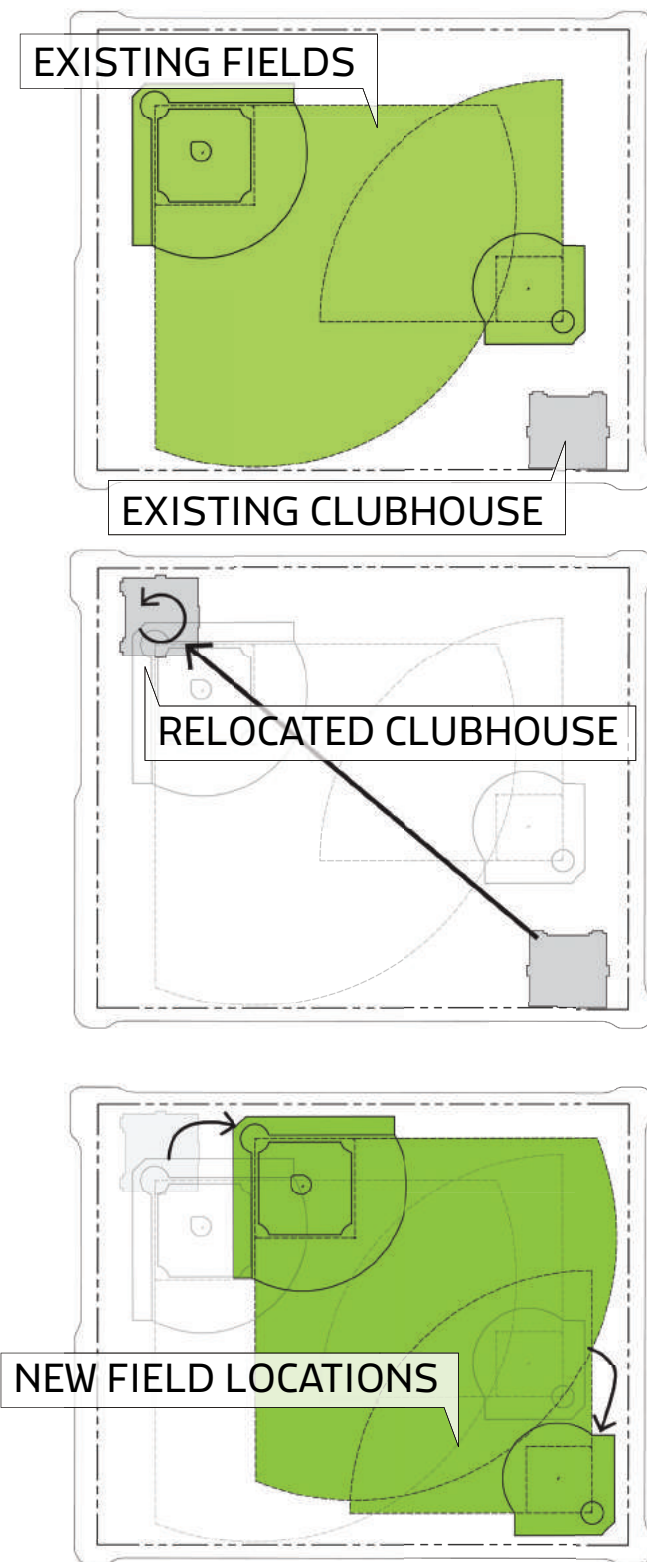 EXISTING FIELDS
EXISTING CLUBHOUSE
RELOCATED CLUBHOUSE
NEW FIELD LOCATIONS